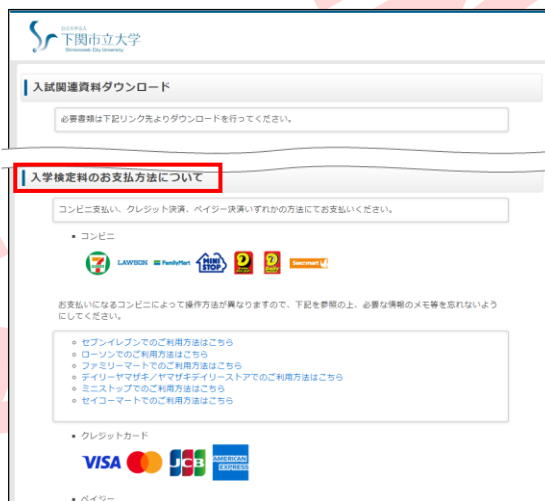 公立大学法人
下関市立大学
Shimonoseki City University
入試関連資料ダウンロード
必要書類は下記リンク先よりダウンロードを行ってください。
入学検定料のお支払方法について
コンビニ支払い、クレジット決済、ペイジー決済いずれかの方法にてお支払いください。
コンビニ
LAWSON FamilyMart MINI STOP Seicomart
お支払いになるコンビニによって操作方法が異なりますので、下記を参照の上、必要な情報のメモ等を忘れないよう
にしてください。
セブンイレブンでのご利用方法はこちら
ローソンでのご利用方法はこちら
ファミリーマートでのご利用方法はこちら
デイリーヤマザキ/ヤマザキデイリーストアでのご利用方法はこちら
ミニストップでのご利用方法はこちら
セイコーマートでのご利用方法はこちら
クレジットカード
VISA JCB AMERICAN EXPRESS
ペイジー